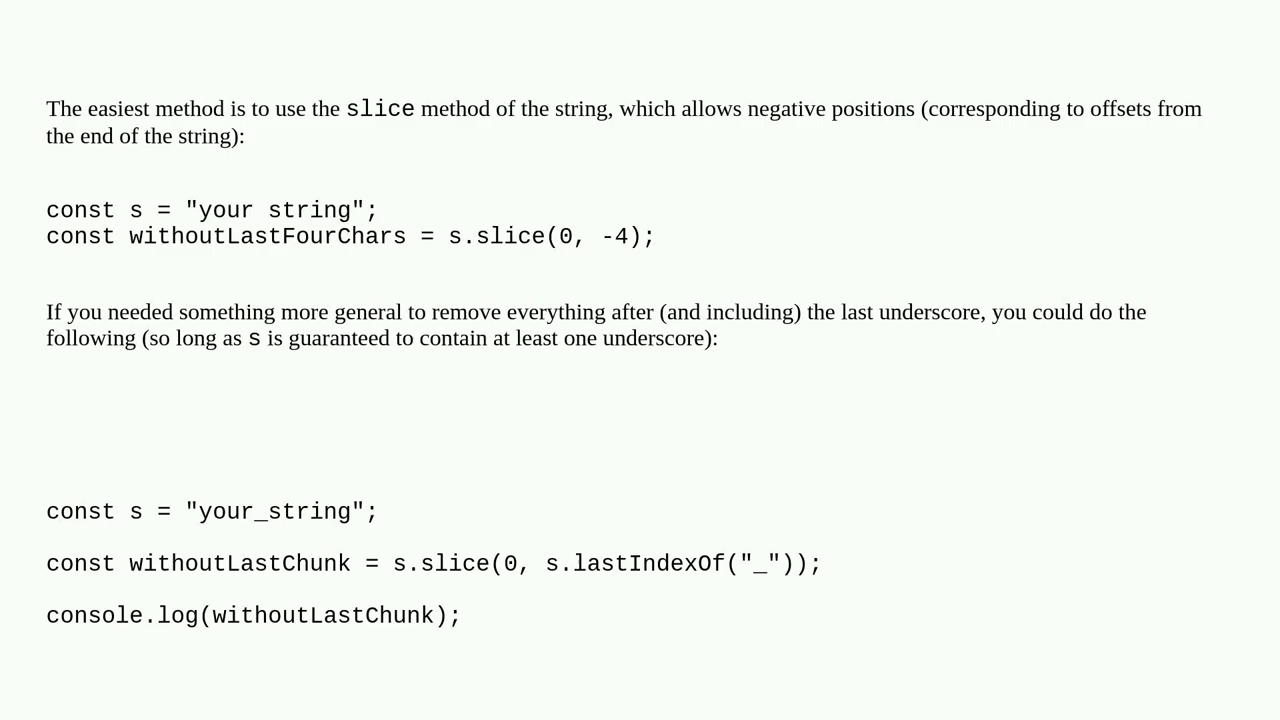 The easiest method is to use the slice method of the string, which allows negative positions (corresponding to offsets from
the end of the string):
const s = "your string";
const withoutLastFourChars = s.slice(0, -4);
If you needed something more general to remove everything after (and including) the last underscore, you could do the
following (so long as s is guaranteed to contain at least one underscore):
const s = "your_string";
const withoutLastChunk = s.slice(0, s.lastIndexOf("_"));
console.log(withoutLastChunk);